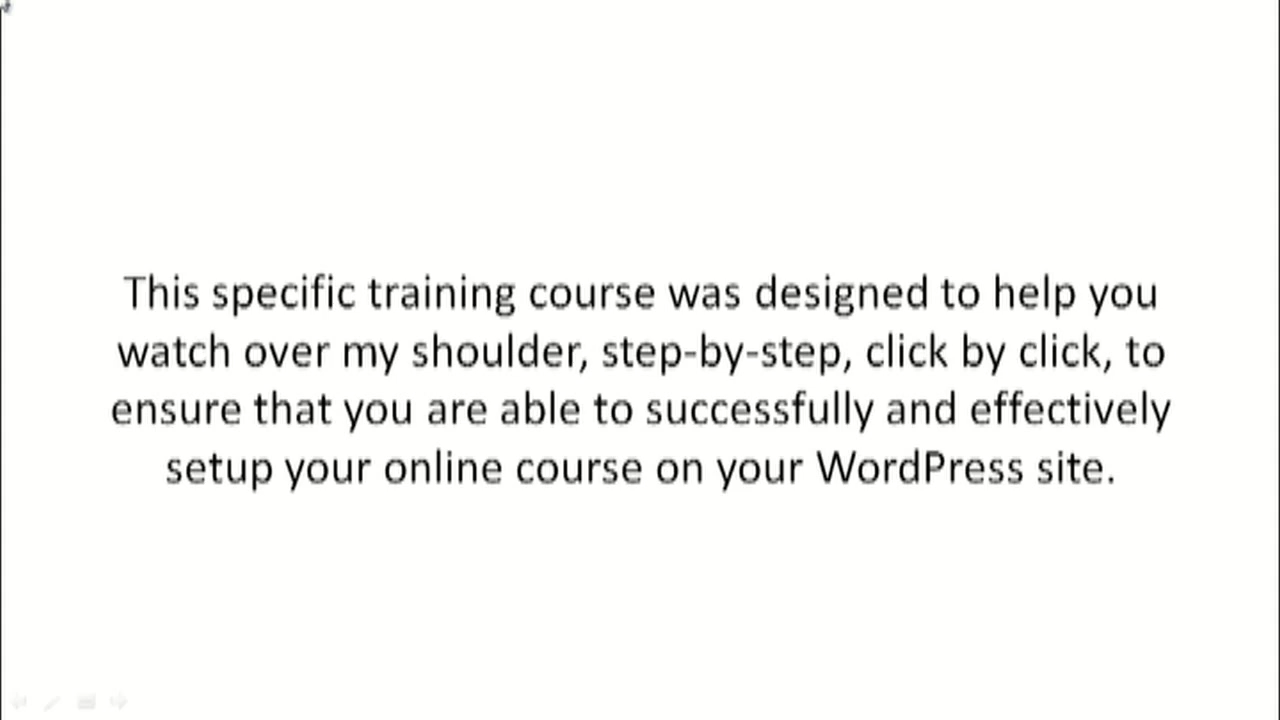 This specific training course was designed to help you
watch over my shoulder, step-by-step, click by click, to
ensure that you are able to successfully and effectively
setup your online course on your WordPress site.